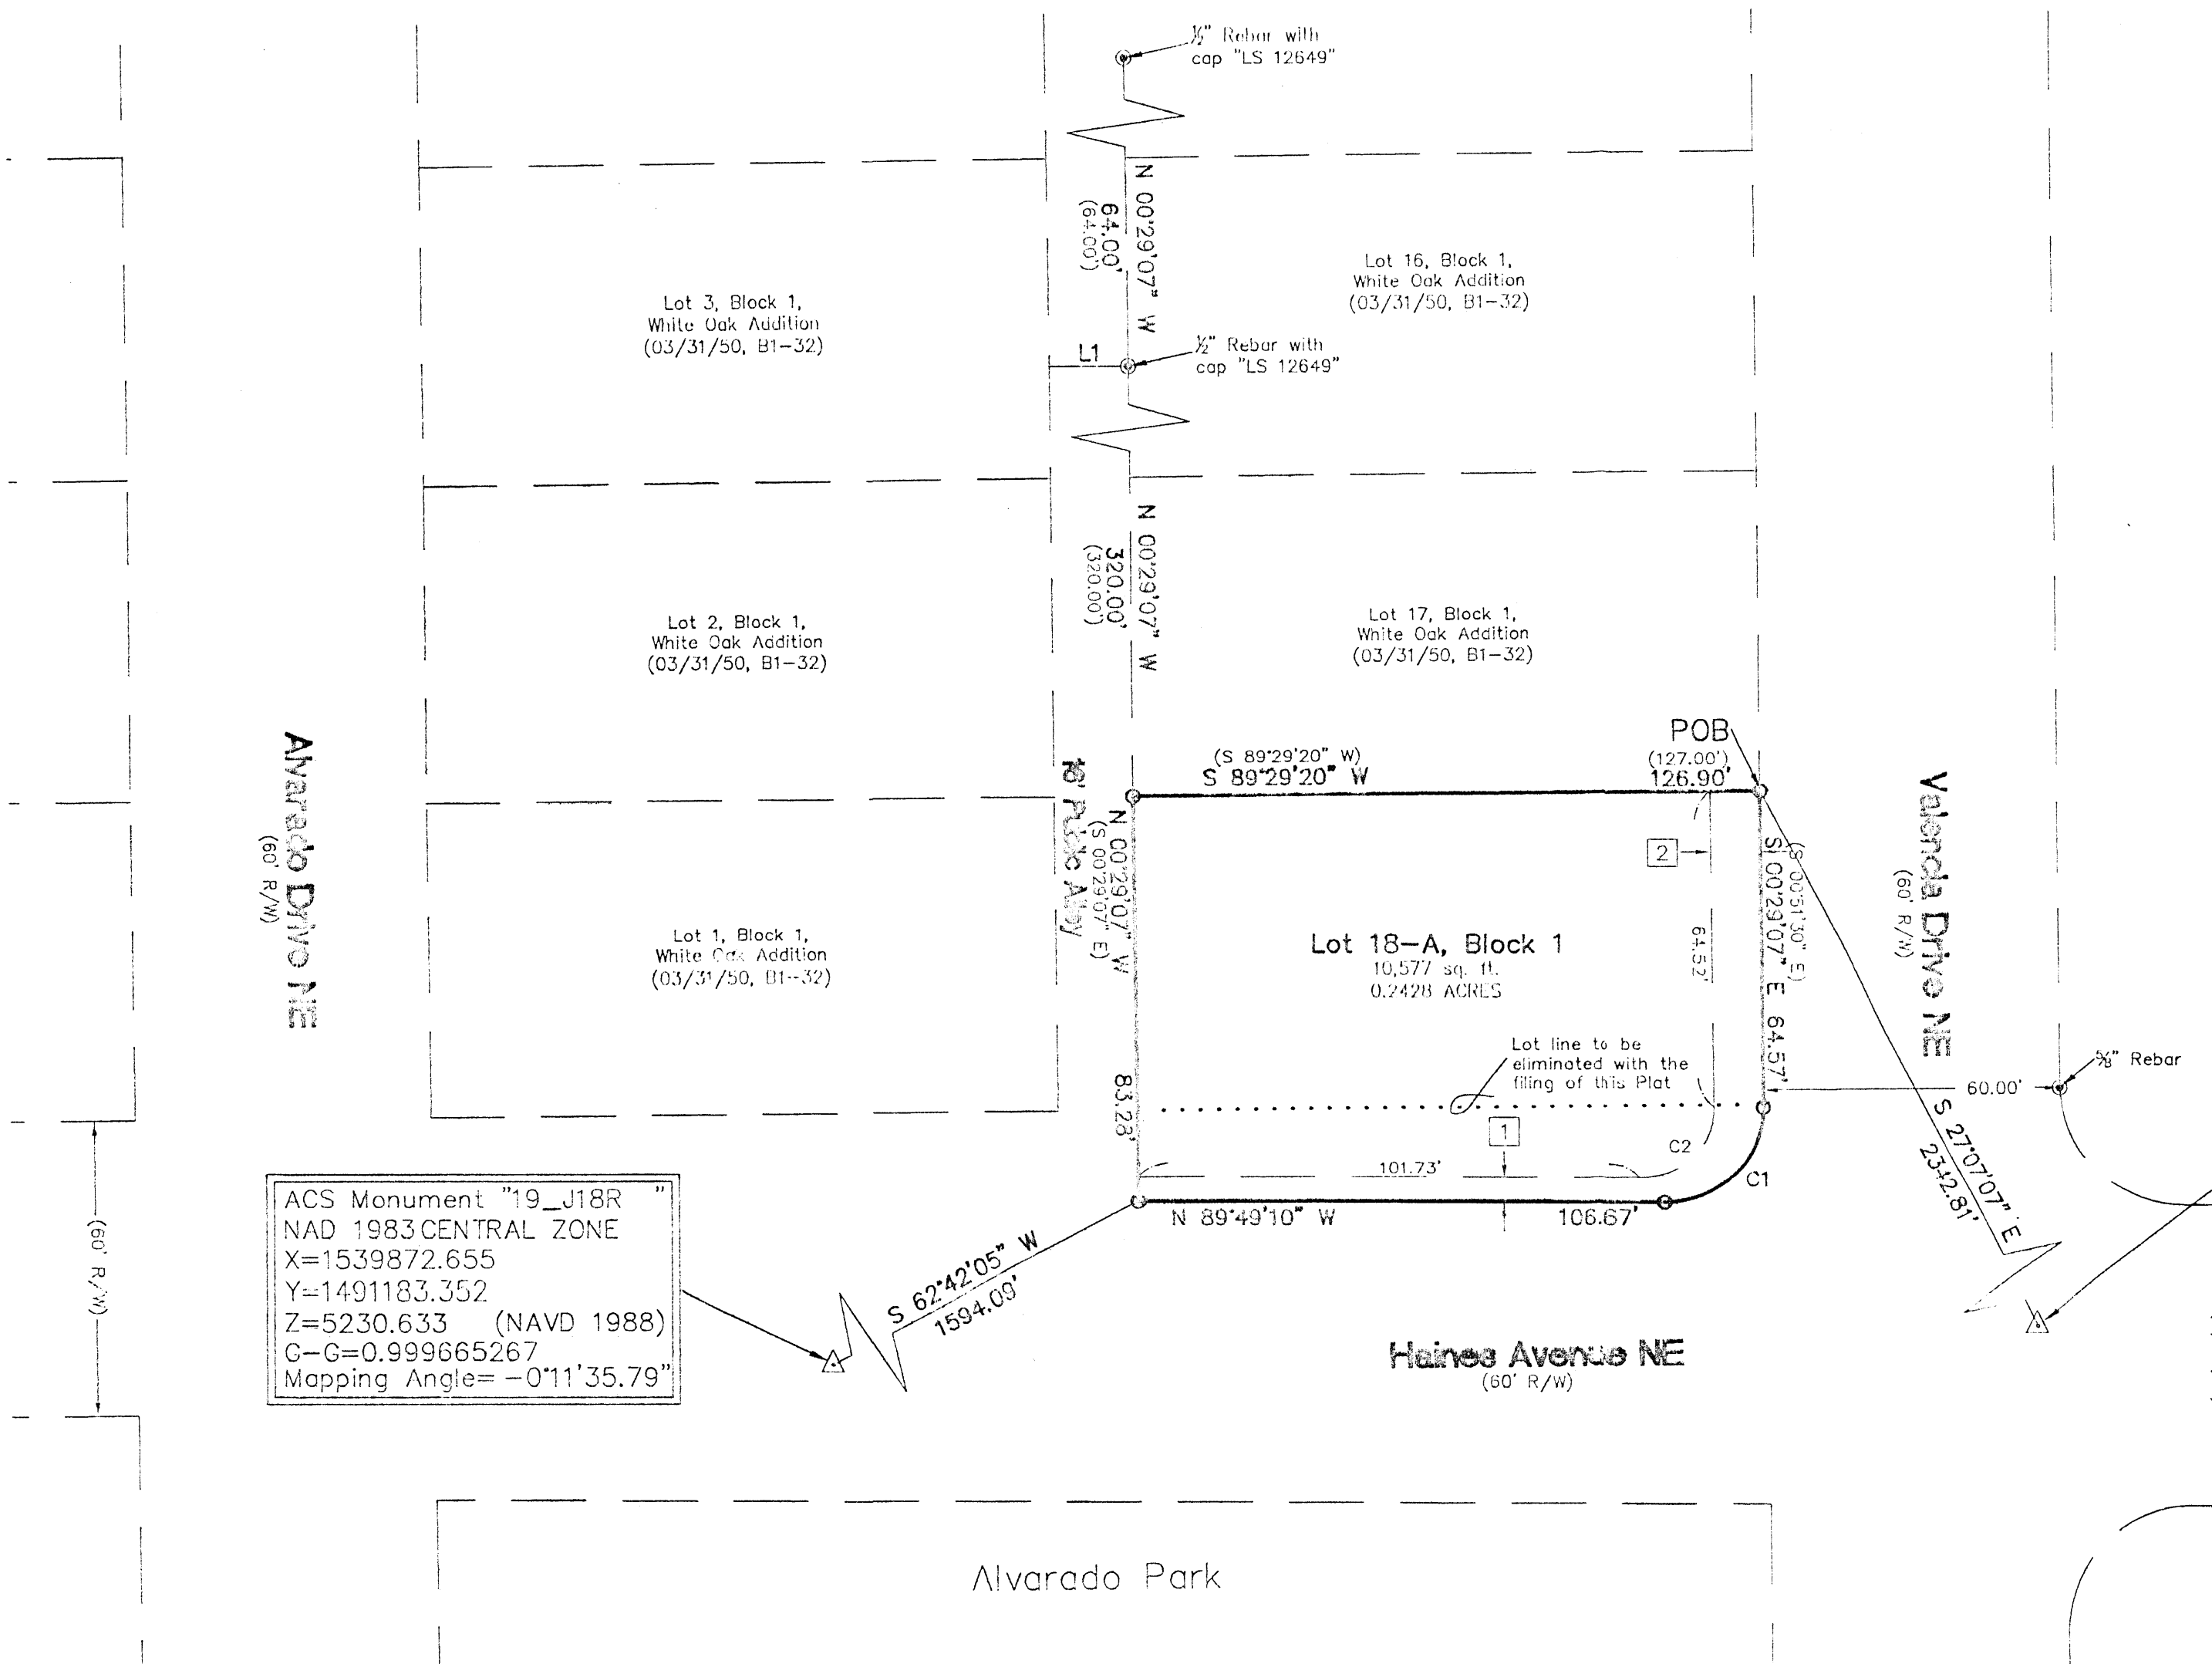 ½" Rebar with
cap "LS 12649"
N 00°29'07" W
64.00'
(64.00')
Lot 16, Block 1,
White Oak Addition
(03/31/50, B1-32)
Lot 3, Block 1,
White Oak Addition
(03/31/50, B1-32)
L1
½" Rebar with
cap "LS 12649"
N 00°29'07" W
320.00'
(320.00')
Lot 2, Block 1,
White Oak Addition
(03/31/50, B1-32)
Lot 17, Block 1,
White Oak Addition
(03/31/50, B1-32)
POB
(S 89°29'20" W)
S 89°29'20" W
(127.00')
126.90'
Alvarado Drive NE
(60' R/W)
16' Public Alley
N 00°29'07" W
(S 00°29'07" E)
83.28'
2
64.52'
(S 00°51'30" E)
S 00°29'07" E 64.57'
Valencia Drive NE
(60' R/W)
Lot 1, Block 1,
White Oak Addition
(03/31/50, B1--32)
Lot 18-A, Block 1
10,577 sq. ft.
0.2428 ACRES
Lot line to be
eliminated with the
filing of this Plat
60.00'
⅝" Rebar
1
C2
C1
101.73'
N 89°49'10" W
106.67'
S 27°07'07" E
2342.81'
S 62°42'05" W
1594.09'
(60' R/W)
ACS Monument "19_J18R "
NAD 1983 CENTRAL ZONE
X=1539872.655
Y=1491183.352
Z=5230.633 (NAVD 1988)
G-G=0.999665267
Mapping Angle= -0°11'35.79"
Haines Avenue NE
(60' R/W)
Alvarado Park